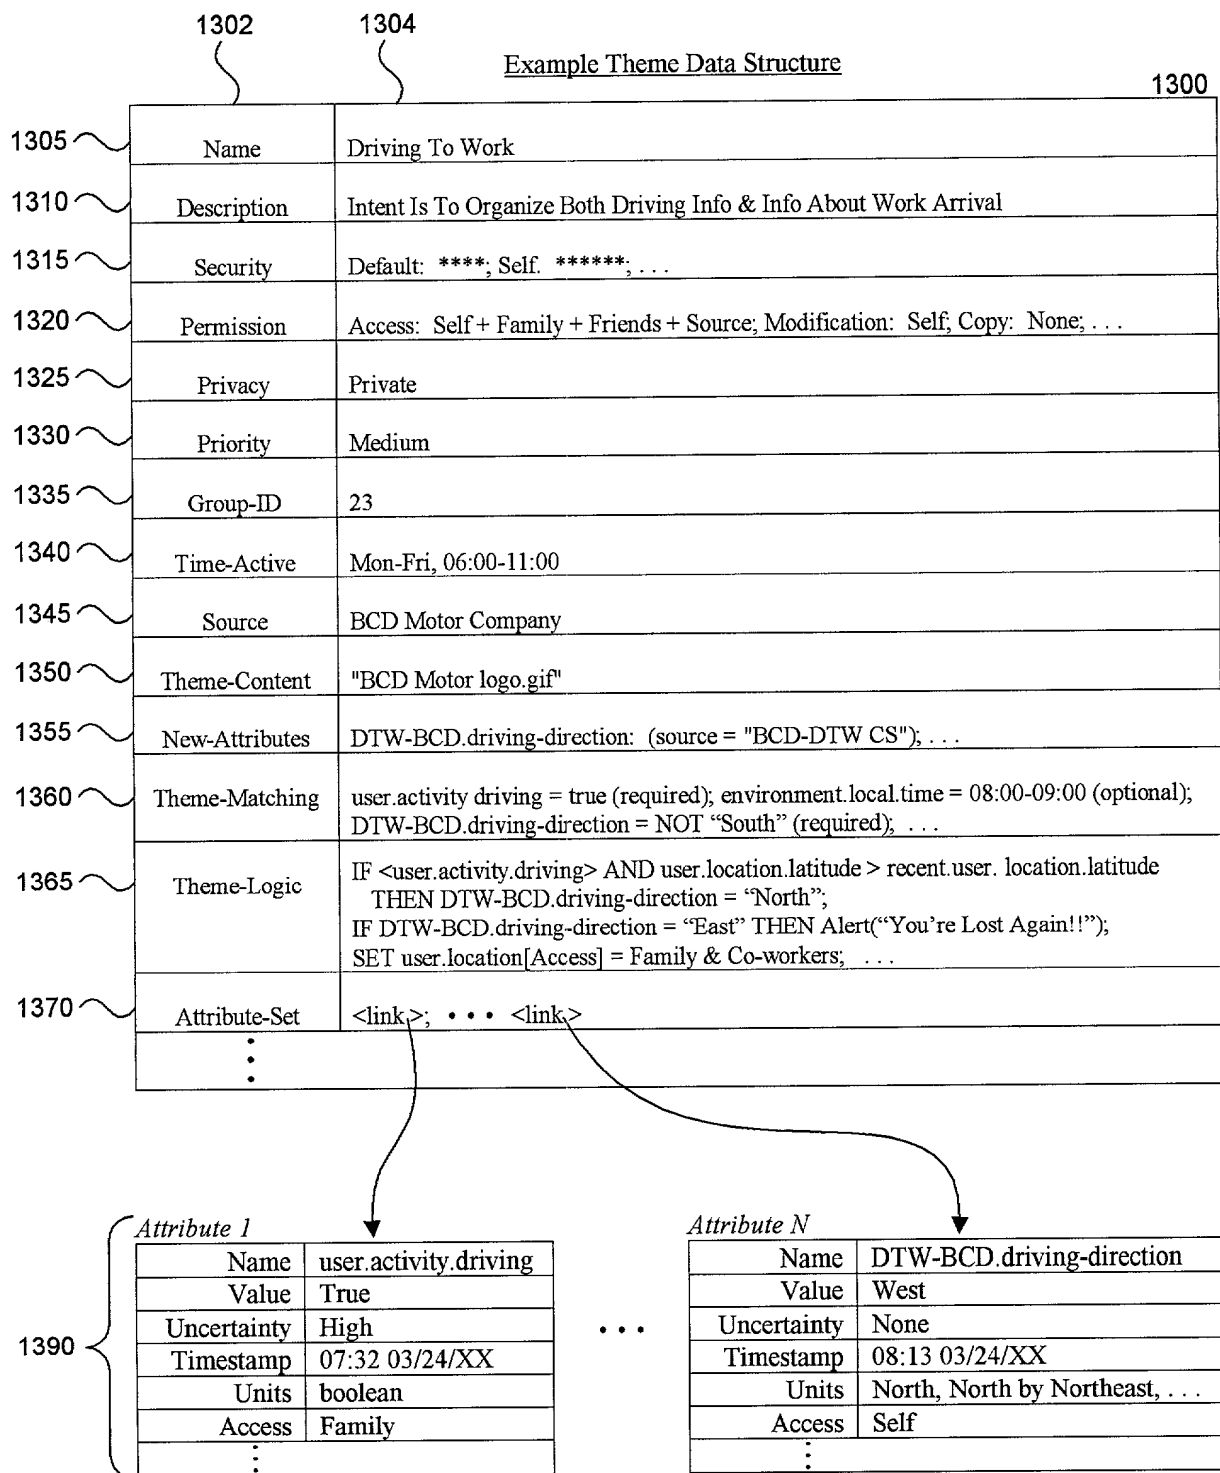 1302 1304
Example Theme Data Structure
1300
1305 Name Driving To Work
1310 Description Intent Is To Organize Both Driving Info & Info About Work Arrival
1315 Security Default: ****; Self. ******; . . .
1320 Permission Access: Self + Family + Friends + Source; Modification: Self; Copy: None; . . .
1325 Privacy Private
1330 Priority Medium
1335 Group-ID 23
1340 Time-Active Mon-Fri, 06:00-11:00
1345 Source BCD Motor Company
1350 Theme-Content "BCD Motor logo.gif"
1355 New-Attributes DTW-BCD.driving-direction: (source = "BCD-DTW CS"); . . .
1360 Theme-Matching user.activity driving = true (required); environment.local.time = 08:00-09:00 (optional);
DTW-BCD.driving-direction = NOT “South” (required); . . .
1365 Theme-Logic IF <user.activity.driving> AND user.location.latitude > recent.user. location.latitude
THEN DTW-BCD.driving-direction = “North”;
IF DTW-BCD.driving-direction = “East” THEN Alert(“You’re Lost Again!!”);
SET user.location[Access] = Family & Co-workers; . . .
1370 Attribute-Set <link>; • • • <link>
Attribute 1
Name user.activity.driving
Value True
Uncertainty High
Timestamp 07:32 03/24/XX
Units boolean
Access Family
1390
• • •
Attribute N
Name DTW-BCD.driving-direction
Value West
Uncertainty None
Timestamp 08:13 03/24/XX
Units North, North by Northeast, . . .
Access Self